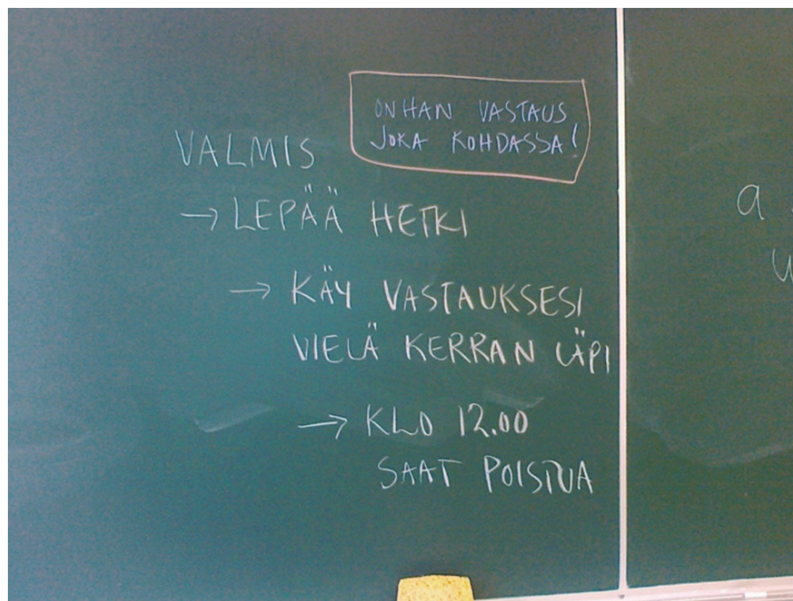 ONHAN VASTAUS
JOKA KOHDASSA!
VALMIS
→ LEPÄÄ HETKI
→ KÄY VASTAUKSESI
VIELÄ KERRAN LÄPI
→ KLO 12.00
SAAT POISTUA
a
u